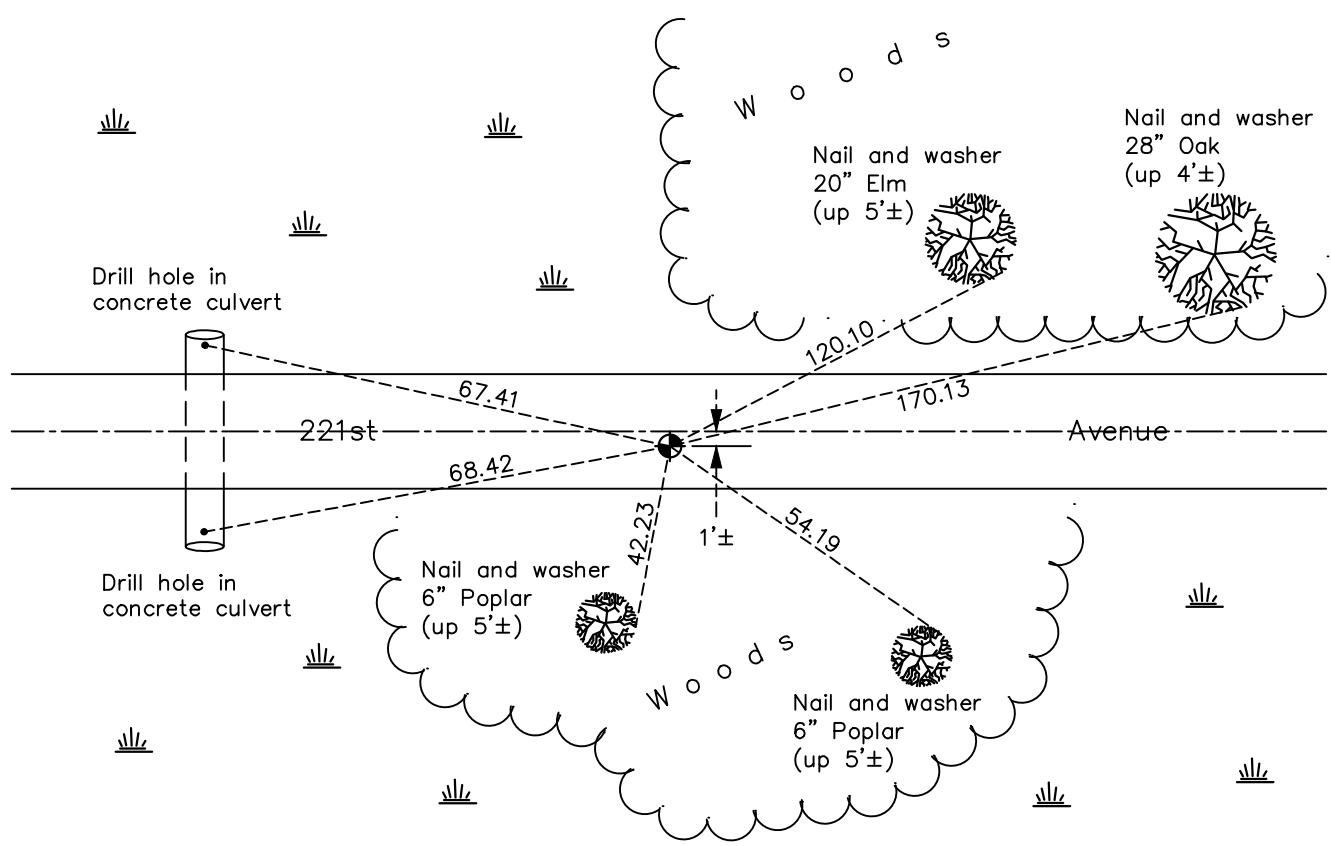 Woods
Nail and washer
28" Oak
(up 4'±)
Nail and washer
20" Elm
(up 5'±)
Drill hole in
concrete culvert
120.10
67.41
170.13
221st Avenue
68.42
42.23
54.19
1'±
Nail and washer
6" Poplar
(up 5'±)
Drill hole in
concrete culvert
Woods
Nail and washer
6" Poplar
(up 5'±)